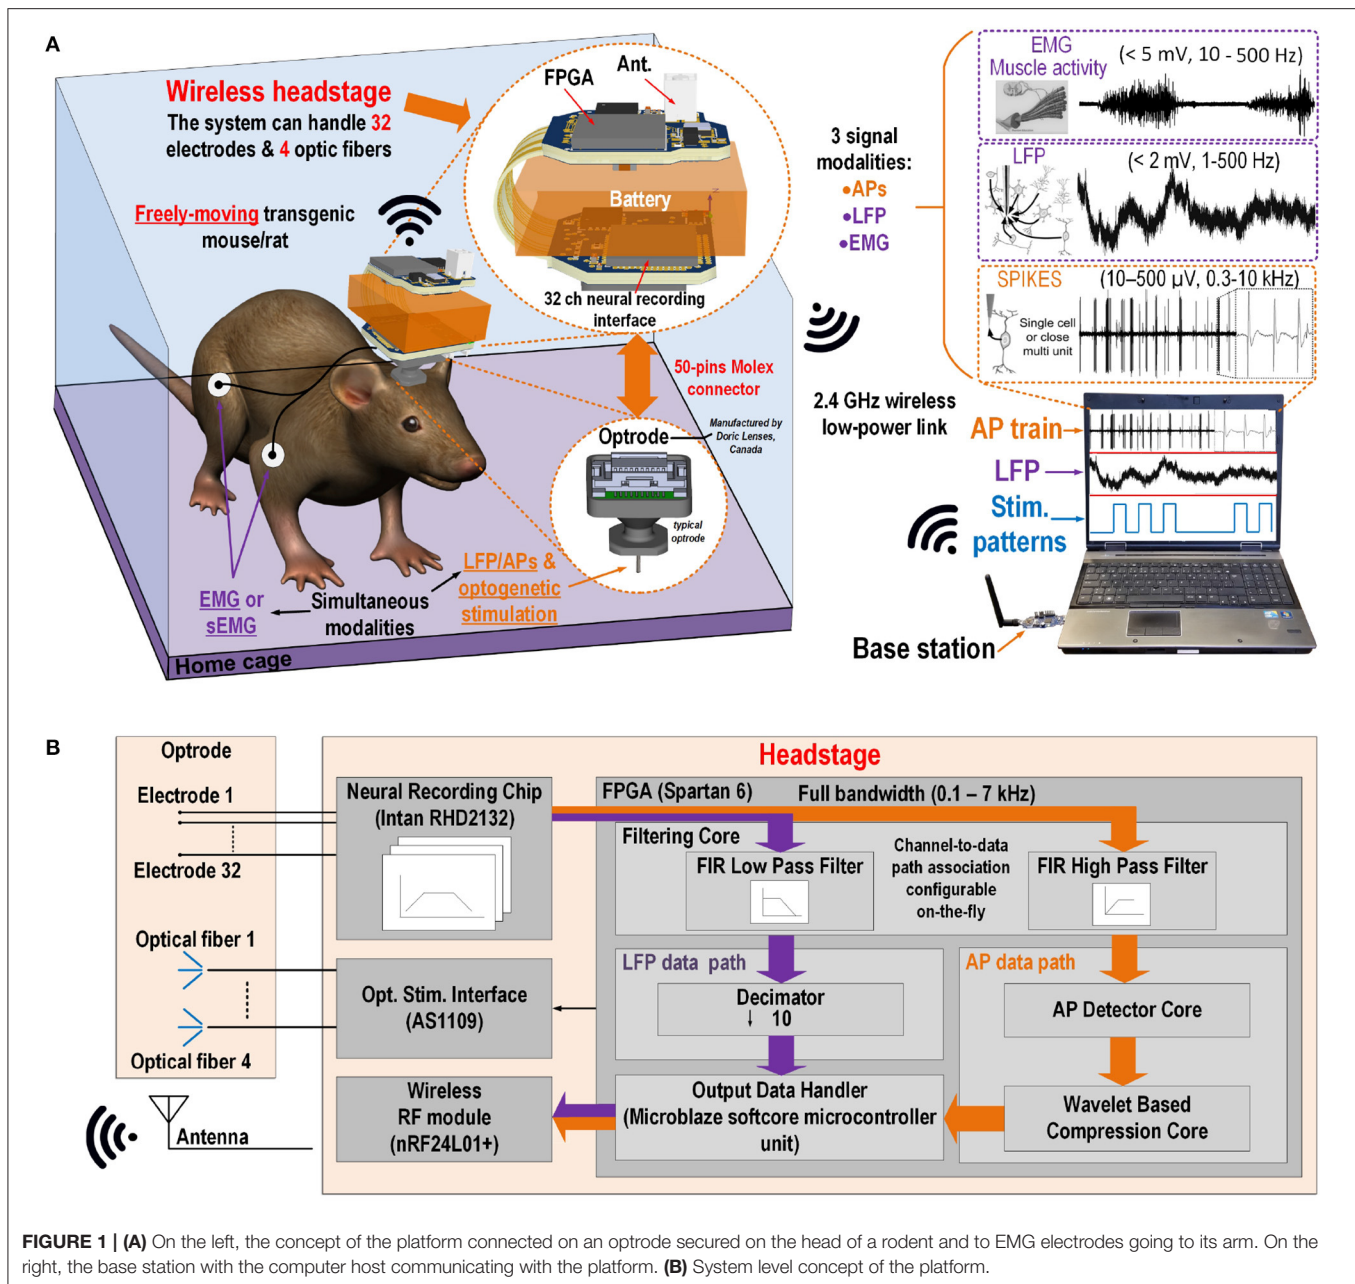 A
Wireless headstage
The system can handle 32
electrodes & 4 optic fibers
Freely-moving transgenic
mouse/rat
FPGA
Ant.
Battery
32 ch neural recording
interface
50-pins Molex
connector
Optrode
Manufactured by
Doric Lenses,
Canada
typical
optrode
LFP/APs &
optogenetic
stimulation
Simultaneous
modalities
EMG or
sEMG
Home cage
3 signal
modalities:
•APs
•LFP
•EMG
EMG
Muscle activity
(< 5 mV, 10 - 500 Hz)
LFP
(< 2 mV, 1-500 Hz)
SPIKES
(10–500 µV, 0.3-10 kHz)
Single cell
or close
multi unit
2.4 GHz wireless
low-power link
AP train
LFP
Stim.
patterns
Base station
B
Optrode
Electrode 1
Electrode 32
Optical fiber 1
Optical fiber 4
Antenna
Headstage
Neural Recording Chip
(Intan RHD2132)
Opt. Stim. Interface
(AS1109)
Wireless
RF module
(nRF24L01+)
FPGA (Spartan 6)
Full bandwidth (0.1 – 7 kHz)
Filtering Core
FIR Low Pass Filter
Channel-to-data
path association
configurable
on-the-fly
FIR High Pass Filter
LFP data path
Decimator
↓ 10
AP data path
AP Detector Core
Output Data Handler
(Microblaze softcore microcontroller
unit)
Wavelet Based
Compression Core
FIGURE 1 | (A) On the left, the concept of the platform connected on an optrode secured on the head of a rodent and to EMG electrodes going to its arm. On the
right, the base station with the computer host communicating with the platform. (B) System level concept of the platform.